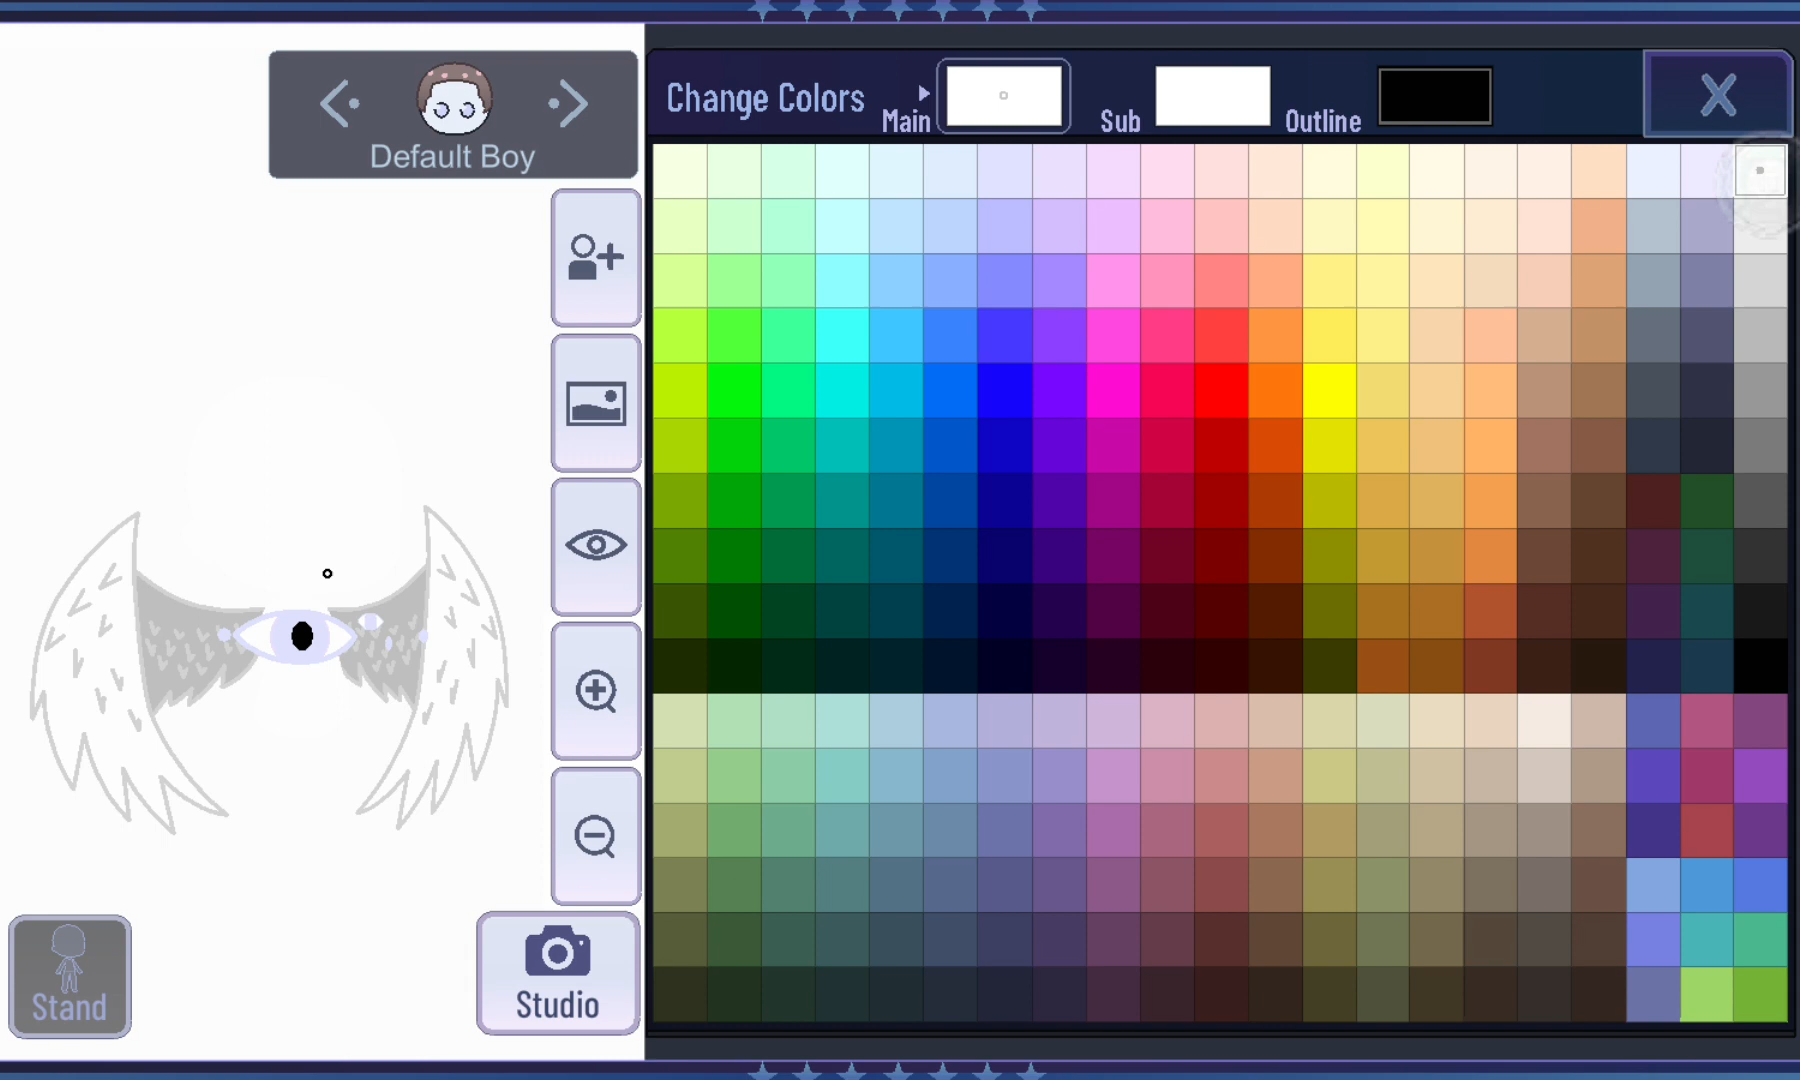 Default Boy
Change Colors
Main
Sub
Outline
X
Stand
Studio